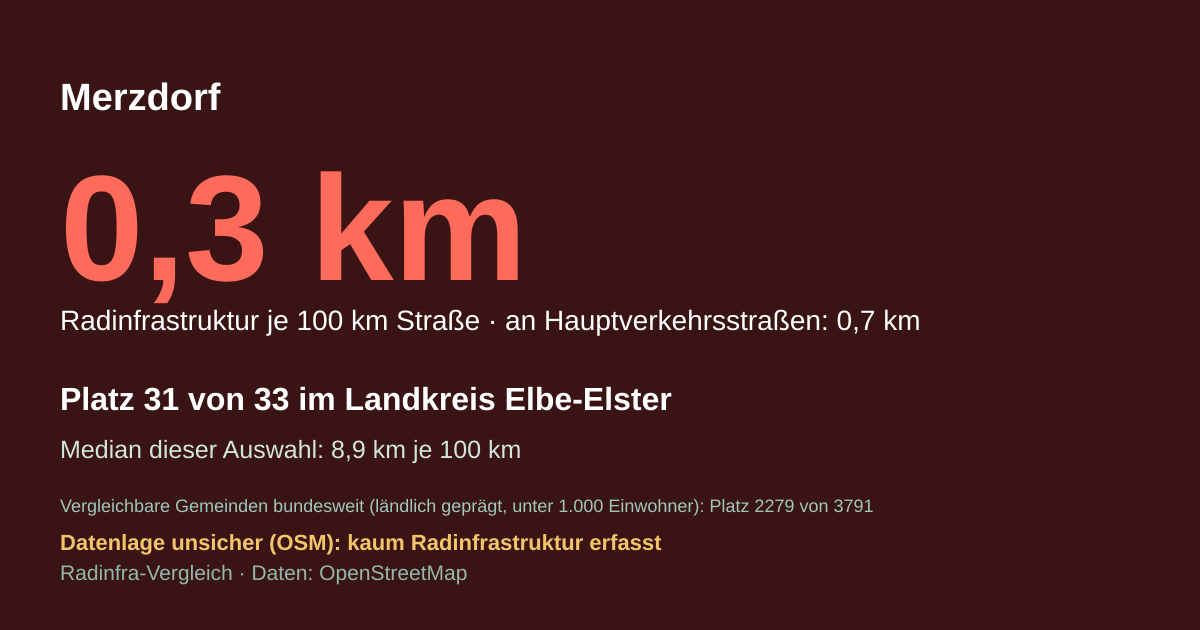 Merzdorf
0,3 km
Radinfrastruktur je 100 km Straße · an Hauptverkehrsstraßen: 0,7 km
Platz 31 von 33 im Landkreis Elbe-Elster
Median dieser Auswahl: 8,9 km je 100 km
Vergleichbare Gemeinden bundesweit (ländlich geprägt, unter 1.000 Einwohner): Platz 2279 von 3791
Datenlage unsicher (OSM): kaum Radinfrastruktur erfasst
Radinfra-Vergleich · Daten: OpenStreetMap